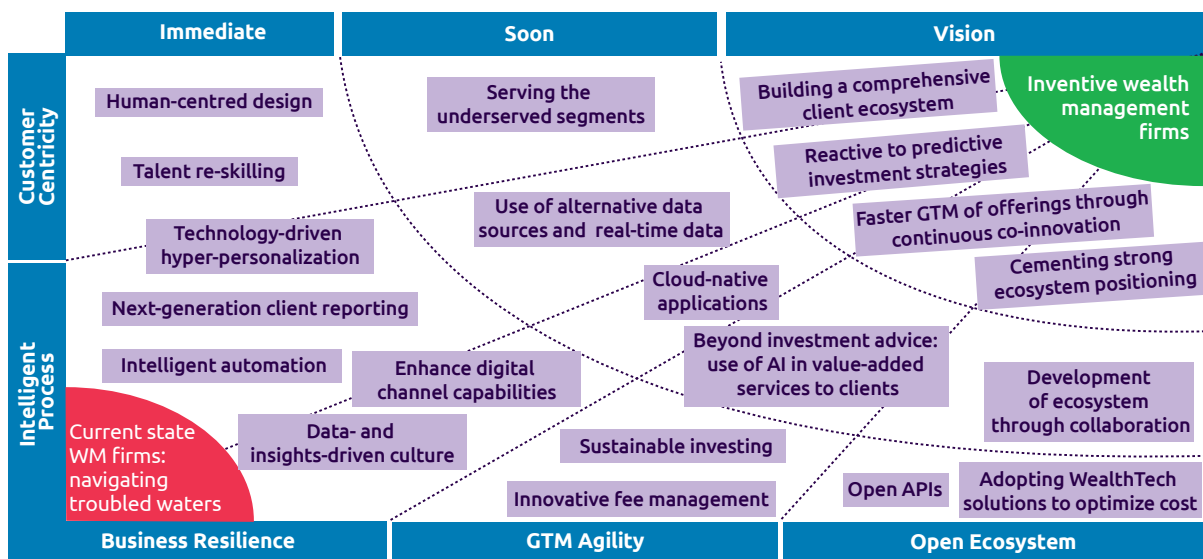 Immediate
Soon
Vision
Customer
Centricity
Intelligent
Process
Human-centred design
Talent re-skilling
Technology-driven
hyper-personalization
Next-generation client reporting
Intelligent automation
Current state
WM firms:
navigating
troubled waters
Data- and
insights-driven culture
Enhance digital
channel capabilities
Serving the
underserved segments
Use of alternative data
sources and real-time data
Cloud-native
applications
Beyond investment advice:
use of AI in value-added
services to clients
Sustainable investing
Innovative fee management
Building a comprehensive
client ecosystem
Inventive wealth
management
firms
Reactive to predictive
investment strategies
Faster GTM of offerings through
continuous co-innovation
Cementing strong
ecosystem positioning
Development
of ecosystem
through collaboration
Open APIs
Adopting WealthTech
solutions to optimize cost
Business Resilience
GTM Agility
Open Ecosystem